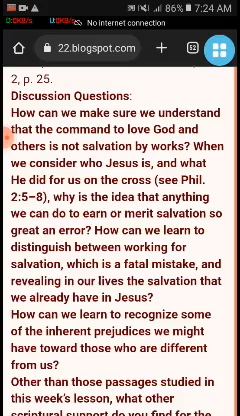 86% 7:24 AM
0:0KB/s U:0KB/s No internet connection
22.blogspot.com 52
2, p. 25.
Discussion Questions:
How can we make sure we understand
that the command to love God and
others is not salvation by works? When
we consider who Jesus is, and what
He did for us on the cross (see Phil.
2:5–8), why is the idea that anything
we can do to earn or merit salvation so
great an error? How can we learn to
distinguish between working for
salvation, which is a fatal mistake, and
revealing in our lives the salvation that
we already have in Jesus?
How can we learn to recognize some
of the inherent prejudices we might
have toward those who are different
from us?
Other than those passages studied in
this week's lesson, what other
scriptural support do you find for the